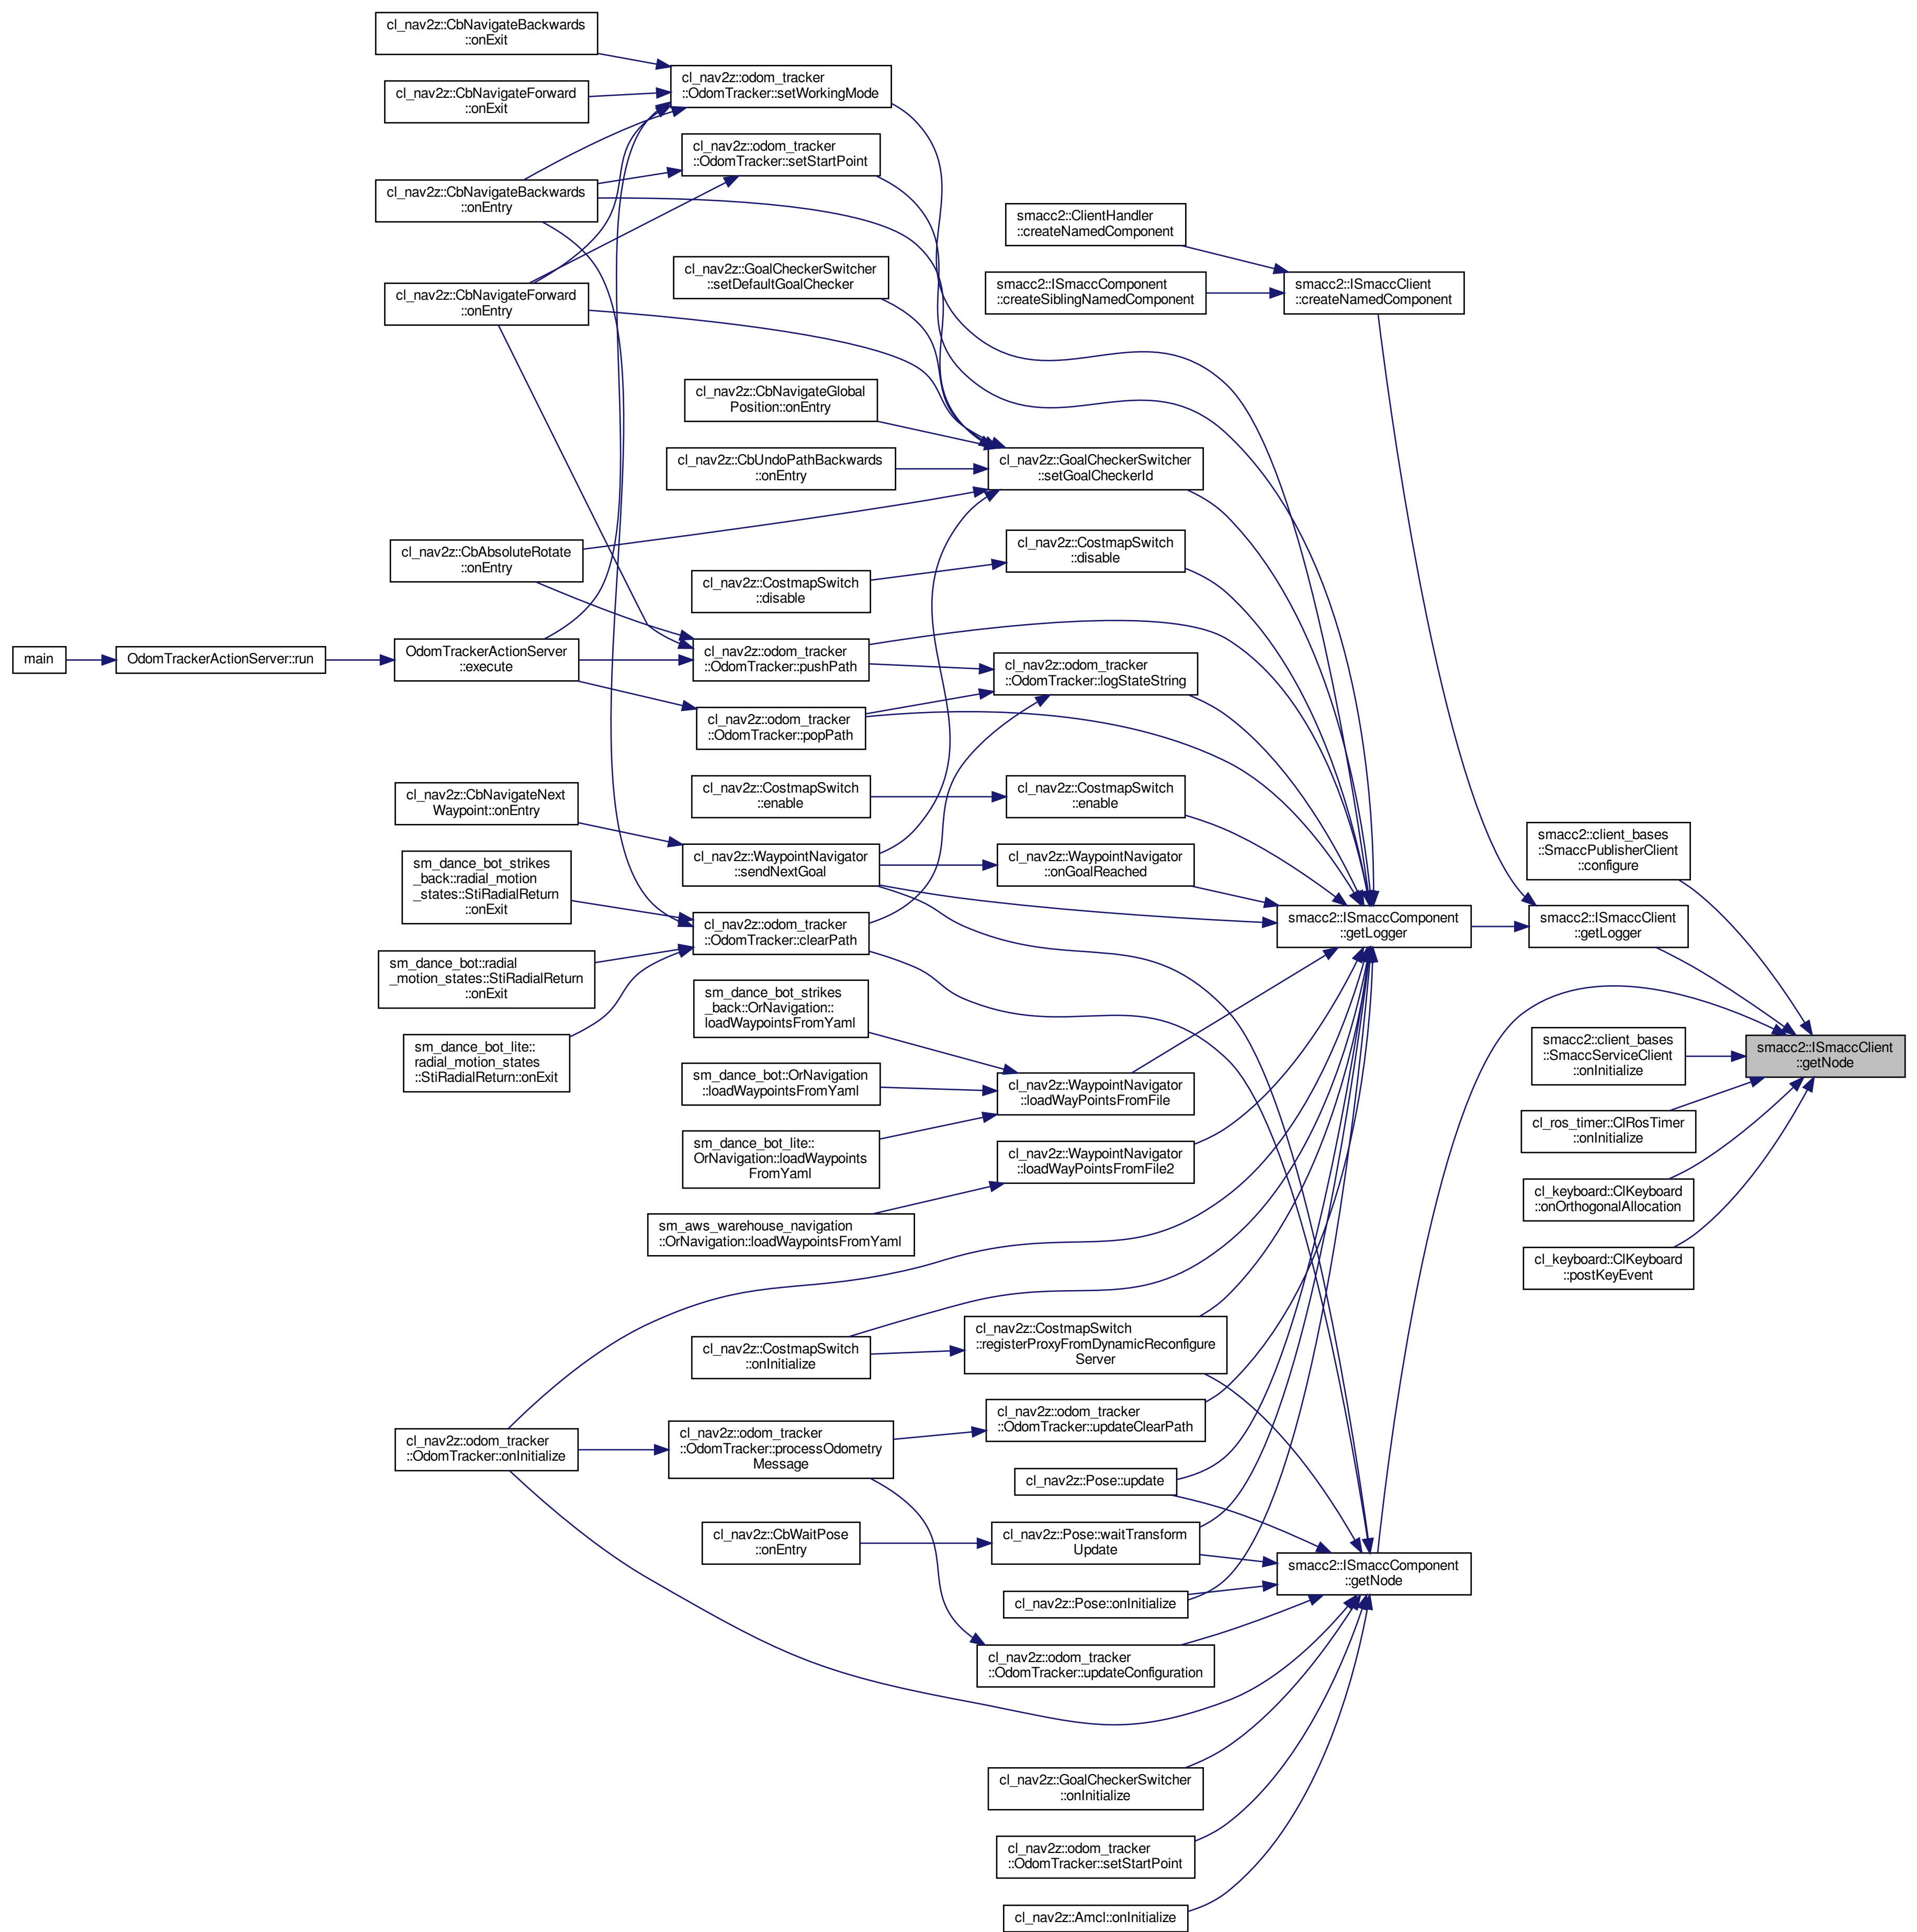 cl_nav2z::CbNavigateBackwards
::onExit
cl_nav2z::CbNavigateForward
::onExit
cl_nav2z::CbNavigateBackwards
::onEntry
cl_nav2z::CbNavigateForward
::onEntry
cl_nav2z::CbAbsoluteRotate
::onEntry
main
OdomTrackerActionServer::run
OdomTrackerActionServer
::execute
cl_nav2z::CbNavigateNext
Waypoint::onEntry
sm_dance_bot_strikes
_back::radial_motion
_states::StiRadialReturn
::onExit
sm_dance_bot::radial
_motion_states::StiRadialReturn
::onExit
sm_dance_bot_lite::
radial_motion_states
::StiRadialReturn::onExit
cl_nav2z::odom_tracker
::OdomTracker::onInitialize
cl_nav2z::odom_tracker
::OdomTracker::setWorkingMode
cl_nav2z::odom_tracker
::OdomTracker::setStartPoint
cl_nav2z::GoalCheckerSwitcher
::setDefaultGoalChecker
cl_nav2z::CbNavigateGlobal
Position::onEntry
cl_nav2z::CbUndoPathBackwards
::onEntry
cl_nav2z::CostmapSwitch
::disable
cl_nav2z::odom_tracker
::OdomTracker::pushPath
cl_nav2z::odom_tracker
::OdomTracker::popPath
cl_nav2z::CostmapSwitch
::enable
cl_nav2z::WaypointNavigator
::sendNextGoal
cl_nav2z::odom_tracker
::OdomTracker::clearPath
sm_dance_bot_strikes
_back::OrNavigation::
loadWaypointsFromYaml
sm_dance_bot::OrNavigation
::loadWaypointsFromYaml
sm_dance_bot_lite::
OrNavigation::loadWaypoints
FromYaml
sm_aws_warehouse_navigation
::OrNavigation::loadWaypointsFromYaml
cl_nav2z::CostmapSwitch
::onInitialize
cl_nav2z::odom_tracker
::OdomTracker::processOdometry
Message
cl_nav2z::CbWaitPose
::onEntry
smacc2::ClientHandler
::createNamedComponent
smacc2::ISmaccComponent
::createSiblingNamedComponent
cl_nav2z::GoalCheckerSwitcher
::setGoalCheckerId
cl_nav2z::CostmapSwitch
::disable
cl_nav2z::odom_tracker
::OdomTracker::logStateString
cl_nav2z::CostmapSwitch
::enable
cl_nav2z::WaypointNavigator
::onGoalReached
cl_nav2z::WaypointNavigator
::loadWayPointsFromFile
cl_nav2z::WaypointNavigator
::loadWayPointsFromFile2
cl_nav2z::CostmapSwitch
::registerProxyFromDynamicReconfigure
Server
cl_nav2z::odom_tracker
::OdomTracker::updateClearPath
cl_nav2z::Pose::update
cl_nav2z::Pose::waitTransform
Update
cl_nav2z::Pose::onInitialize
cl_nav2z::odom_tracker
::OdomTracker::updateConfiguration
cl_nav2z::GoalCheckerSwitcher
::onInitialize
cl_nav2z::odom_tracker
::OdomTracker::setStartPoint
cl_nav2z::Amcl::onInitialize
smacc2::ISmaccClient
::createNamedComponent
smacc2::ISmaccComponent
::getLogger
smacc2::ISmaccComponent
::getNode
smacc2::client_bases
::SmaccPublisherClient
::configure
smacc2::ISmaccClient
::getLogger
smacc2::client_bases
::SmaccServiceClient
::onInitialize
cl_ros_timer::ClRosTimer
::onInitialize
cl_keyboard::ClKeyboard
::onOrthogonalAllocation
cl_keyboard::ClKeyboard
::postKeyEvent
smacc2::ISmaccClient
::getNode